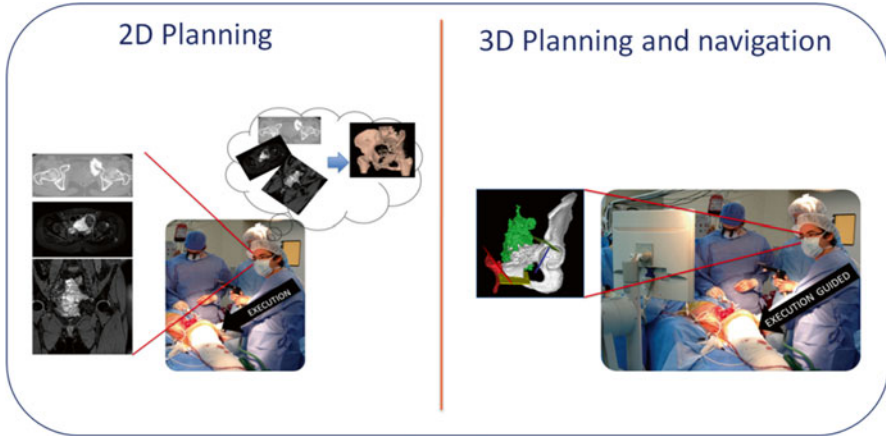 2D Planning
3D Planning and navigation
EXECUTION
EXECUTION GUIDED